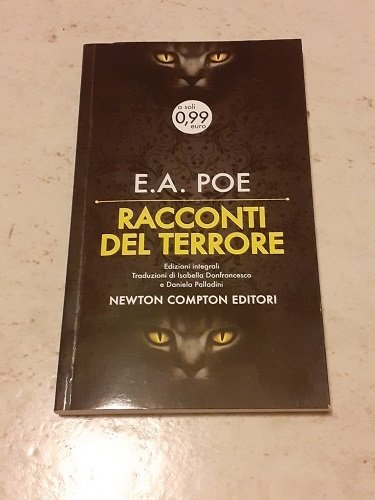 a soli
0,99
euro
E.A. POE
RACCONTI
DEL TERRORE
Edizioni integrali
Traduzioni di Isabella Donfrancesco
e Daniela Palladini
NEWTON COMPTON EDITORI